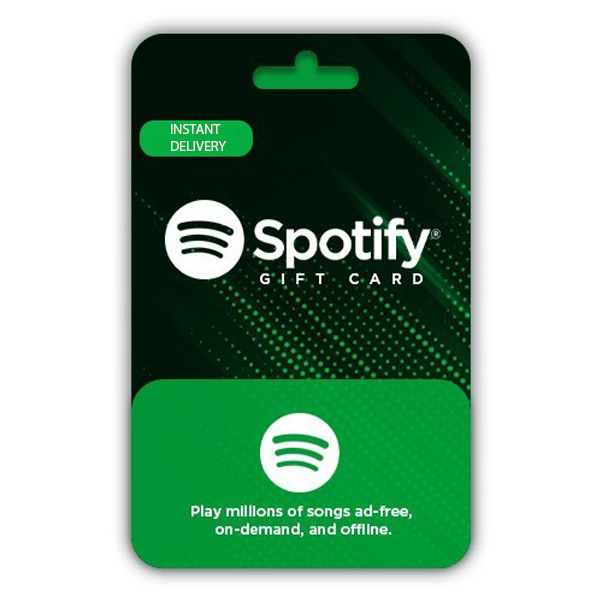 INSTANT
DELIVERY
Spotify®
GIFT CARD
Play millions of songs ad-free,
on-demand, and offline.